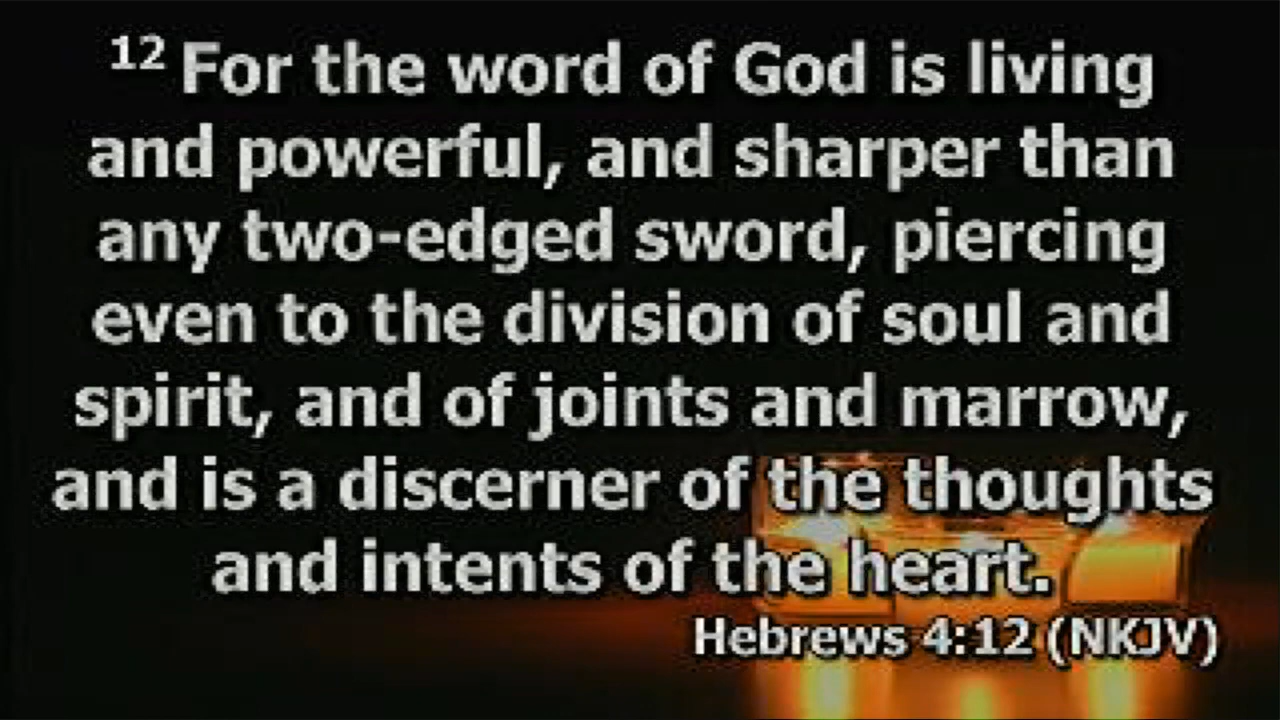 12 For the word of God is living
and powerful, and sharper than
any two-edged sword, piercing
even to the division of soul and
spirit, and of joints and marrow,
and is a discerner of the thoughts
and intents of the heart.
Hebrews 4:12 (NKJV)